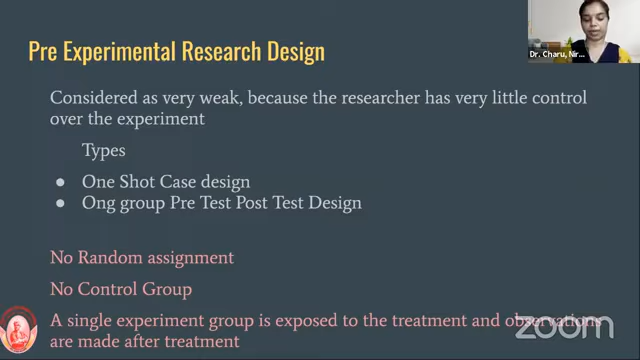 Pre Experimental Research Design
Dr. Charu, Nir...
Considered as very weak, because the researcher has very little control
over the experiment
Types
● One Shot Case design
● Ong group Pre Test Post Test Design
No Random assignment
No Control Group
A single experiment group is exposed to the treatment and observations
are made after treatment
zoom